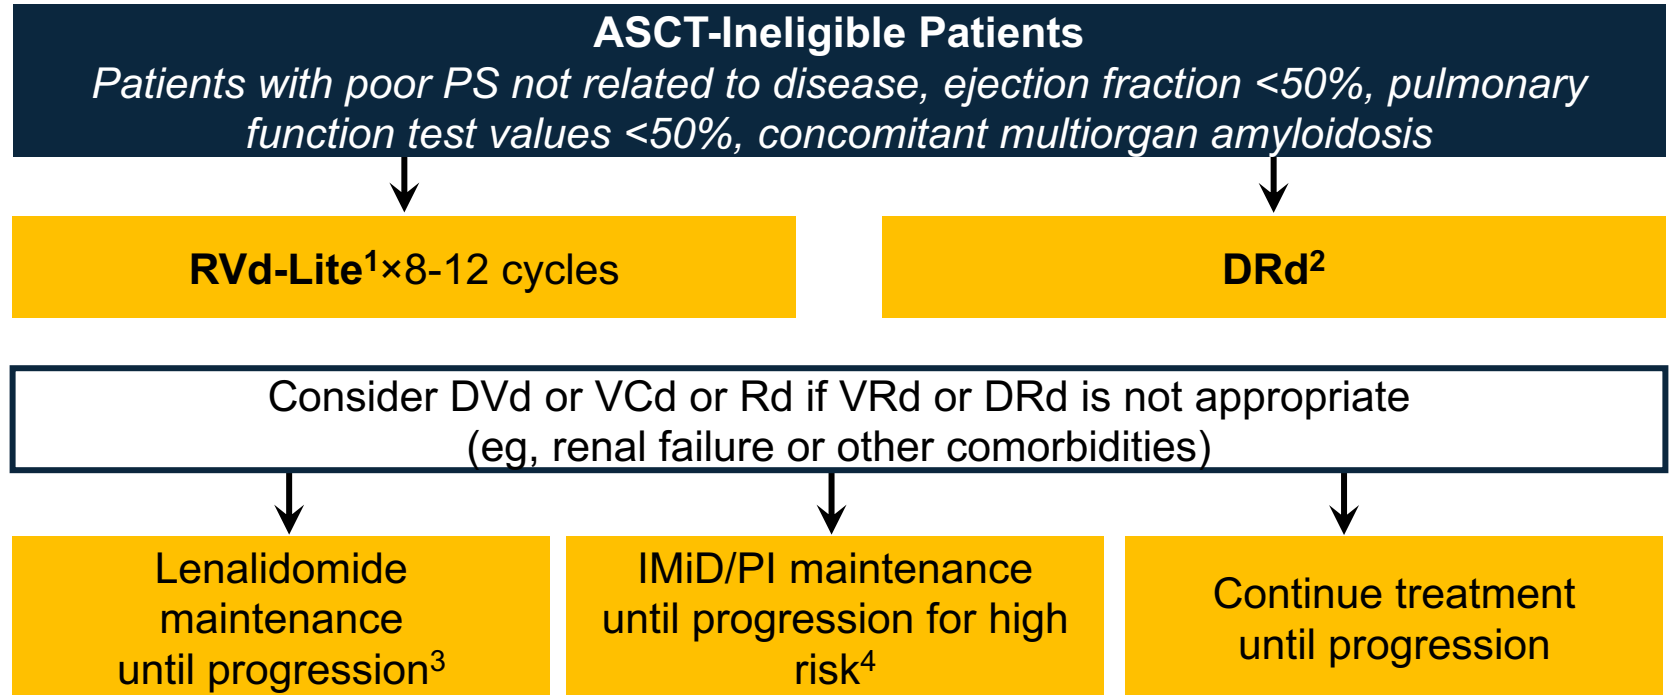 ASCT-Ineligible Patients
Patients with poor PS not related to disease, ejection fraction <50%, pulmonary
function test values <50%, concomitant multiorgan amyloidosis
RVd-Lite¹×8-12 cycles
DRd²
Consider DVd or VCd or Rd if VRd or DRd is not appropriate
(eg, renal failure or other comorbidities)
Lenalidomide
maintenance
until progression³
IMiD/PI maintenance
until progression for high
risk⁴
Continue treatment
until progression